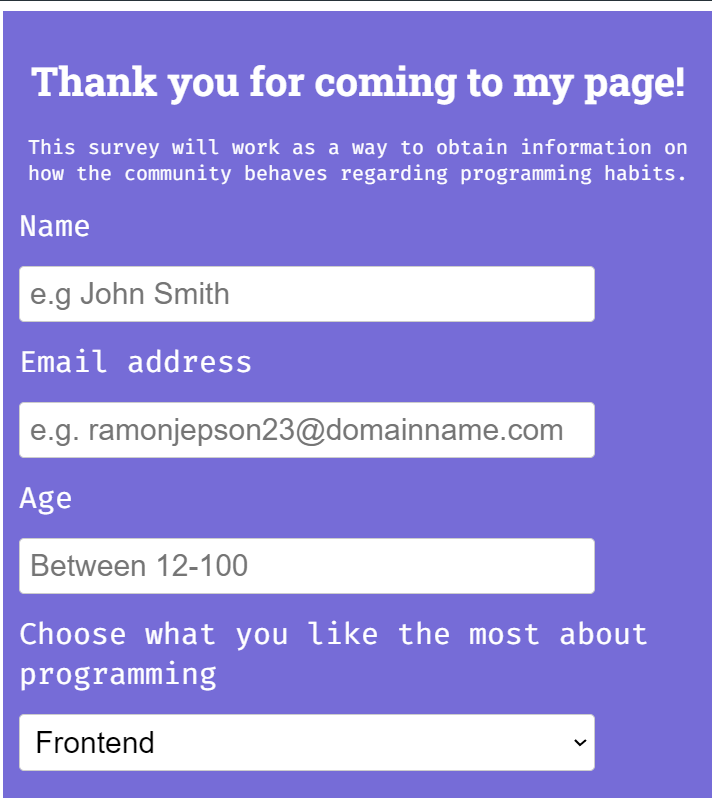 Thank you for coming to my page!
This survey will work as a way to obtain information on
how the community behaves regarding programming habits.
Name
e.g John Smith
Email address
e.g. ramonjepson23@domainname.com
Age
Between 12-100
Choose what you like the most about
programming
Frontend